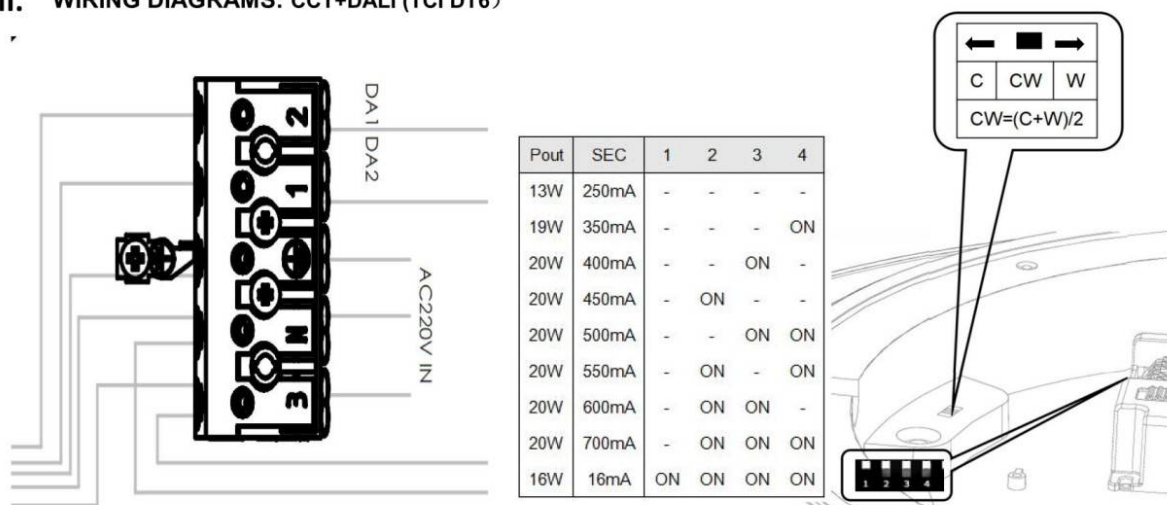 WIRING DIAGRAMS: CCT+DALI (TCI DT6)
2
1
N
3
DA1 DA2
AC220V IN
Pout SEC 1 2 3 4
13W 250mA - - - -
19W 350mA - - - ON
20W 400mA - - ON -
20W 450mA - ON - -
20W 500mA - - ON ON
20W 550mA - ON - ON
20W 600mA - ON ON -
20W 700mA - ON ON ON
16W 16mA ON ON ON ON
C CW W
CW=(C+W)/2
1 2 3 4